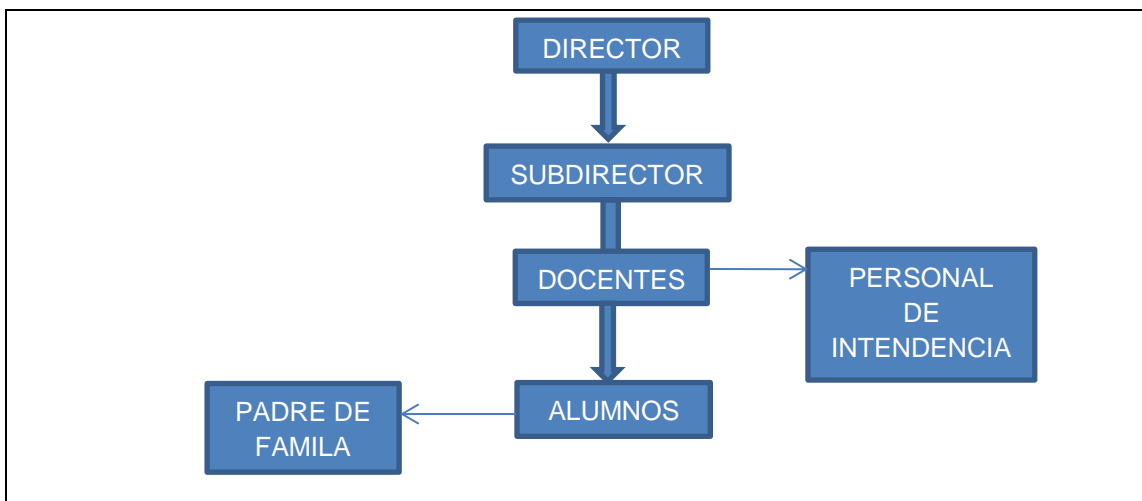 DIRECTOR
SUBDIRECTOR
DOCENTES
PERSONAL
DE
INTENDENCIA
ALUMNOS
PADRE DE
FAMILA